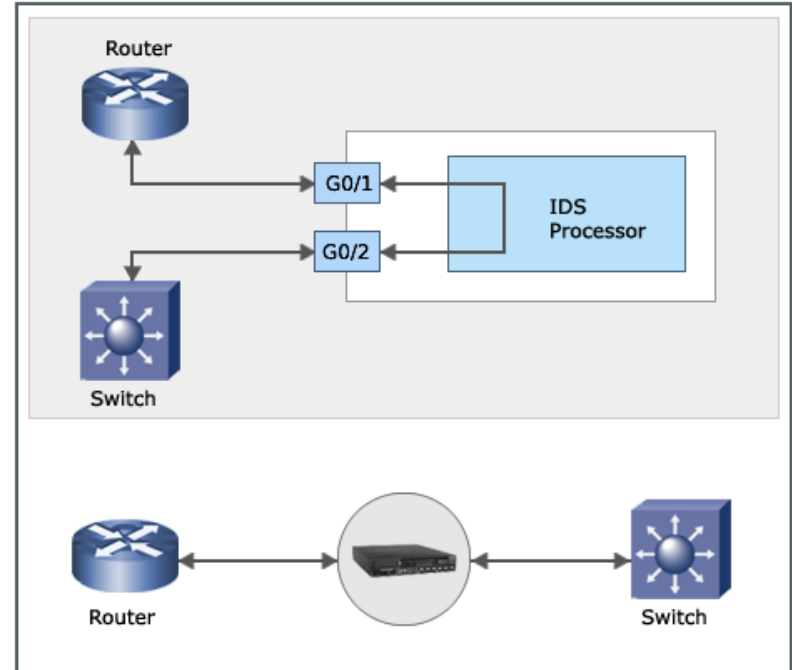 Router
G0/1
IDS
Processor
G0/2
Switch
Router
Switch